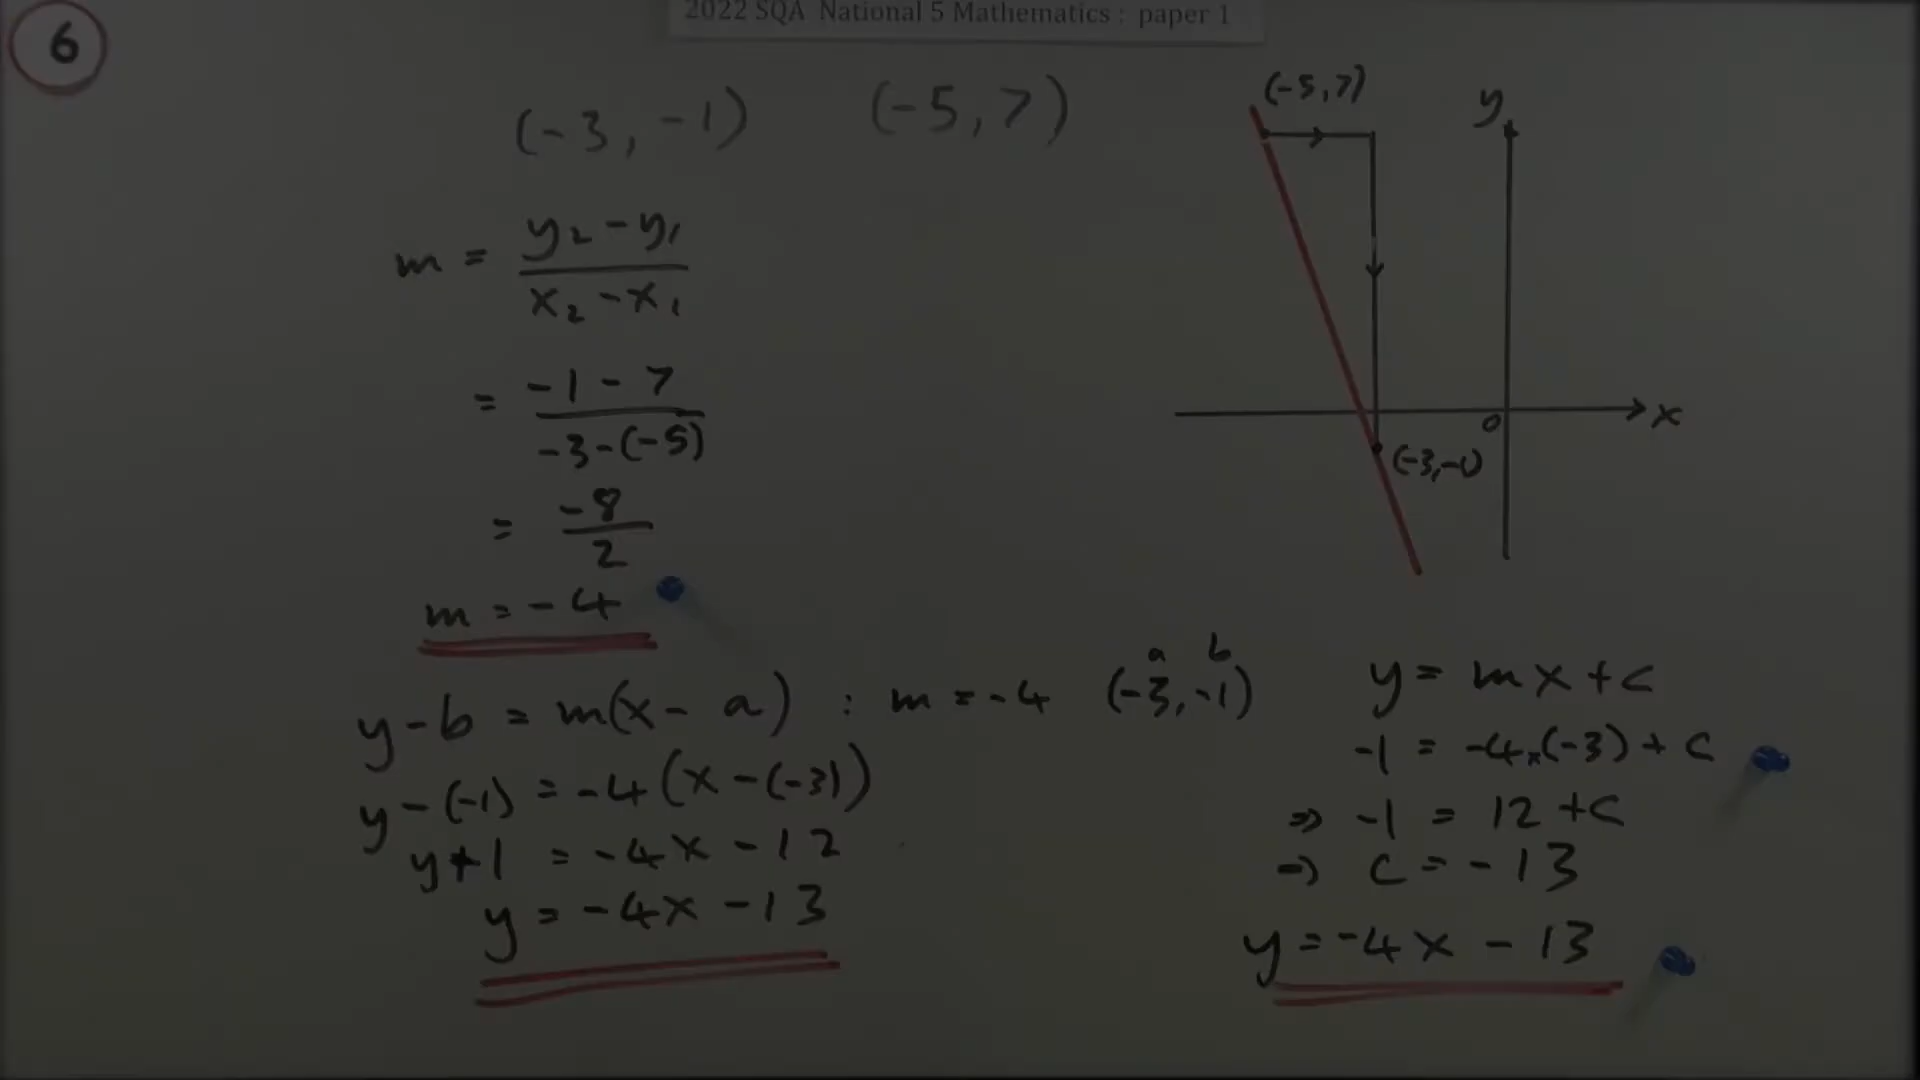 2022 SQA National 5 Mathematics : paper 1
6
(-3, -1) (-5, 7)
m = y₂ - y₁ / x₂ - x₁
= -1 - 7 / -3 - (-5)
= -8 / 2
m = -4
(-5, 7)
y
x
0
(-3, -1)
a b
y - b = m(x - a) : m = -4 (-3, -1)
y - (-1) = -4(x - (-3))
y + 1 = -4x - 12
y = -4x - 13
y = mx + c
-1 = -4 × (-3) + c
⇒ -1 = 12 + c
⇒ c = -13
y = -4x - 13